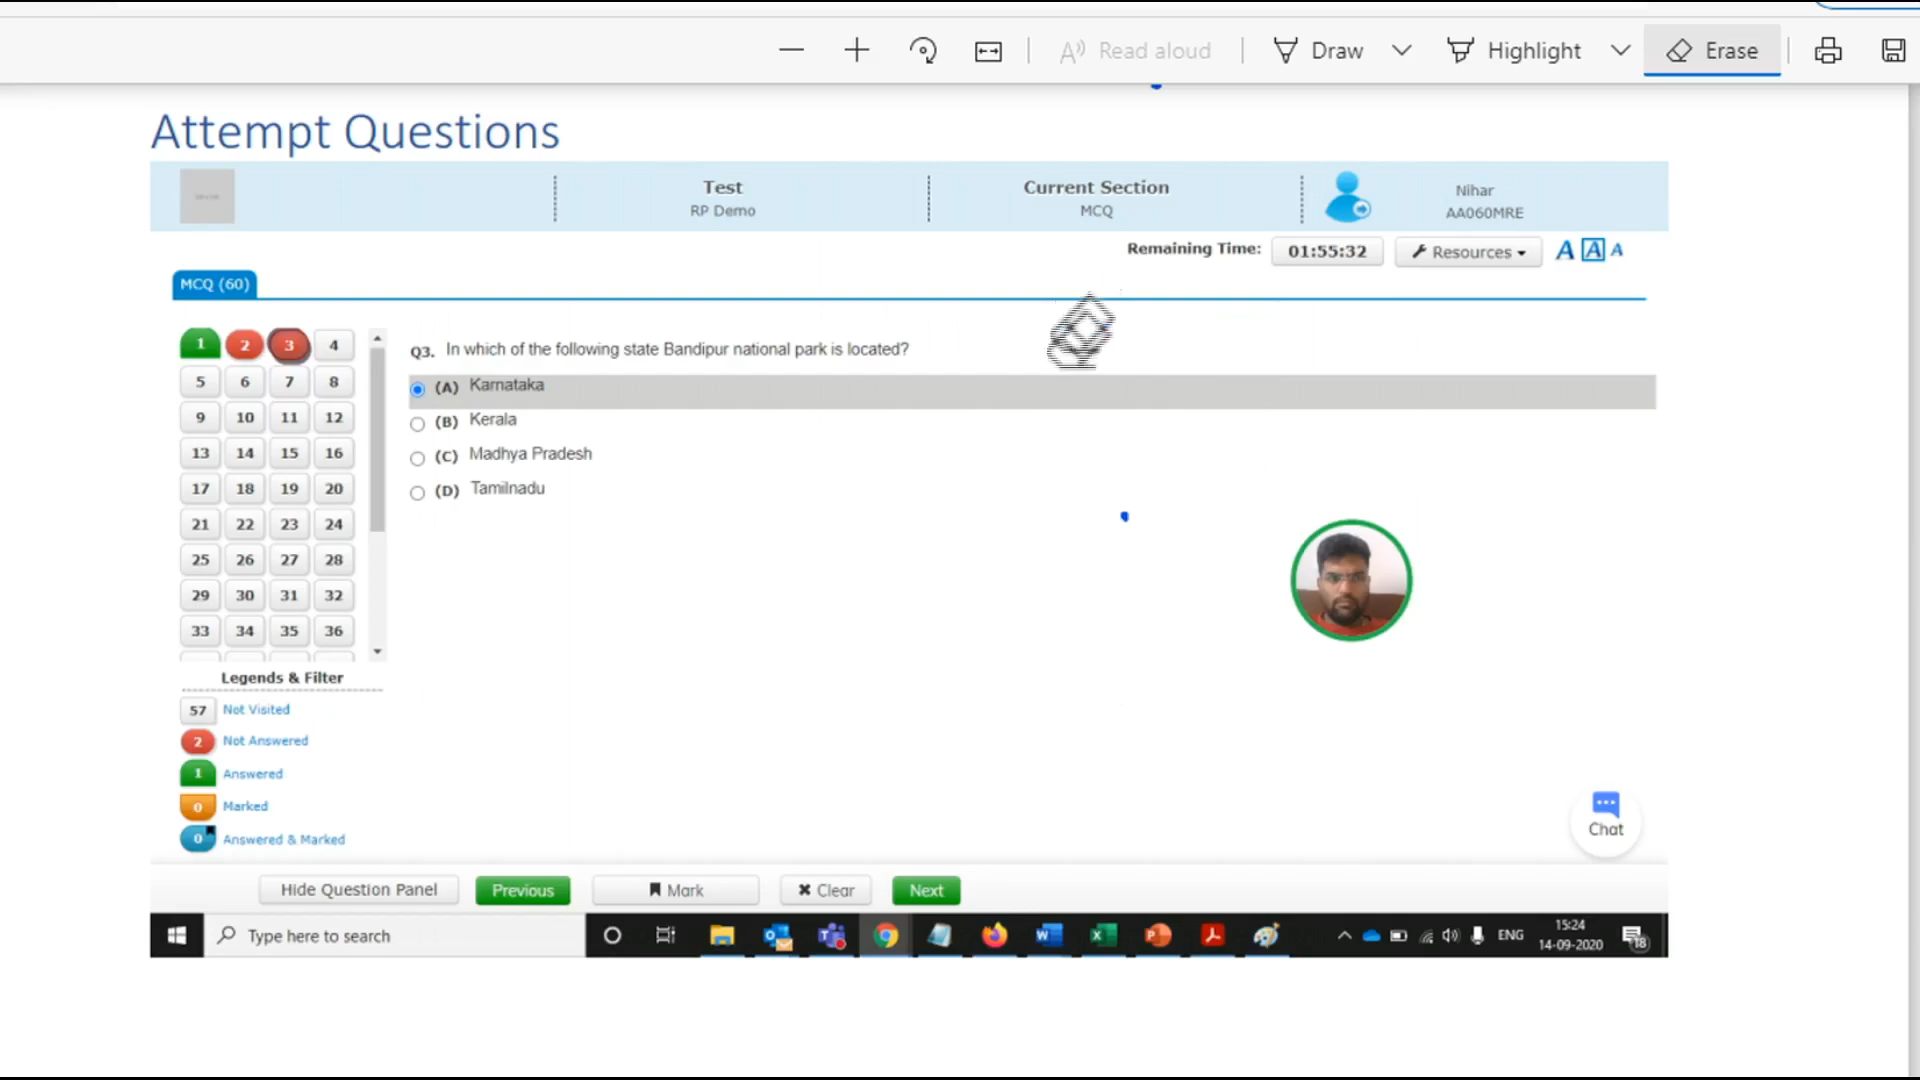 Read aloud
Draw
Highlight
Erase
Attempt Questions
Test
RP Demo
Current Section
MCQ
Nihar
AA060MRE
Remaining Time: 01:55:32
Resources
A A A
MCQ (60)
1 2 3 4
5 6 7 8
9 10 11 12
13 14 15 16
17 18 19 20
21 22 23 24
25 26 27 28
29 30 31 32
33 34 35 36
Q3. In which of the following state Bandipur national park is located?
(A) Karnataka
(B) Kerala
(C) Madhya Pradesh
(D) Tamilnadu
Legends & Filter
57 Not Visited
2 Not Answered
1 Answered
0 Marked
0 Answered & Marked
Chat
Hide Question Panel
Previous
Mark
Clear
Next
Type here to search
ENG
15:24
14-09-2020
18